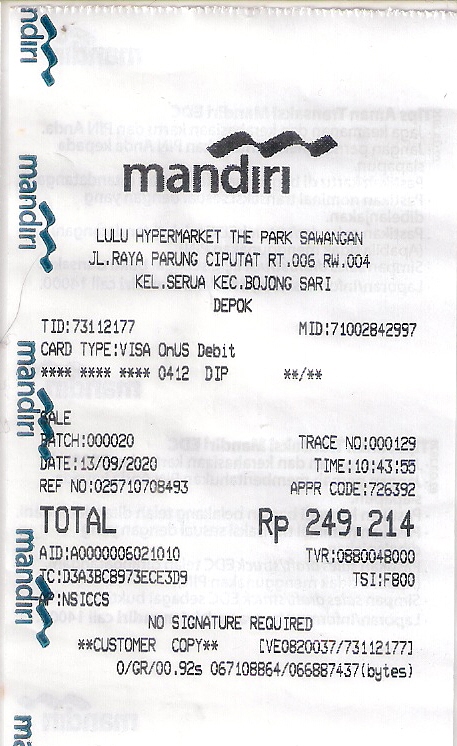 mandiri
LULU HYPERMARKET THE PARK SAWANGAN
JL.RAYA PARUNG CIPUTAT RT.006 RW.004
KEL.SERUA KEC.BOJONG SARI
DEPOK
TID:73112177 MID:71002842997
CARD TYPE:VISA OnUS Debit
**** **** **** 0412 DIP **/**
SALE
BATCH:000020 TRACE NO:000129
DATE:13/09/2020 TIME:10:43:55
REF NO:025710708493 APPR CODE:726392
TOTAL Rp 249.214
AID:A0000006021010 TVR:0880048000
TC:D3A3BC8973ECE3D9 TSI:F800
AP:NSICCS
NO SIGNATURE REQUIRED
**CUSTOMER COPY** [VE0820037/73112177]
0/GR/00.92s 067108864/066887437(bytes)
mandiri
mandiri
mandiri